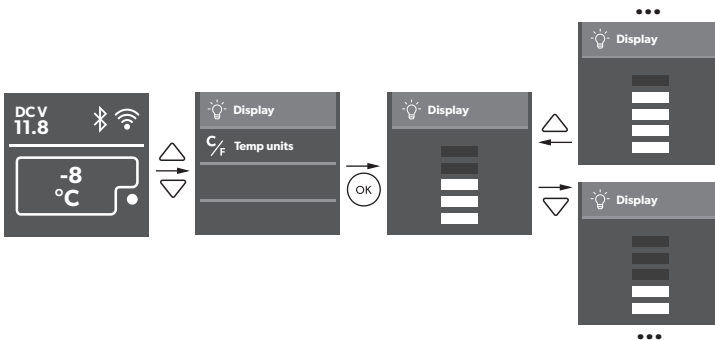 DC V
11.8
-8
°C
Display
C/F Temp units
OK
Display
•••
Display
Display
•••